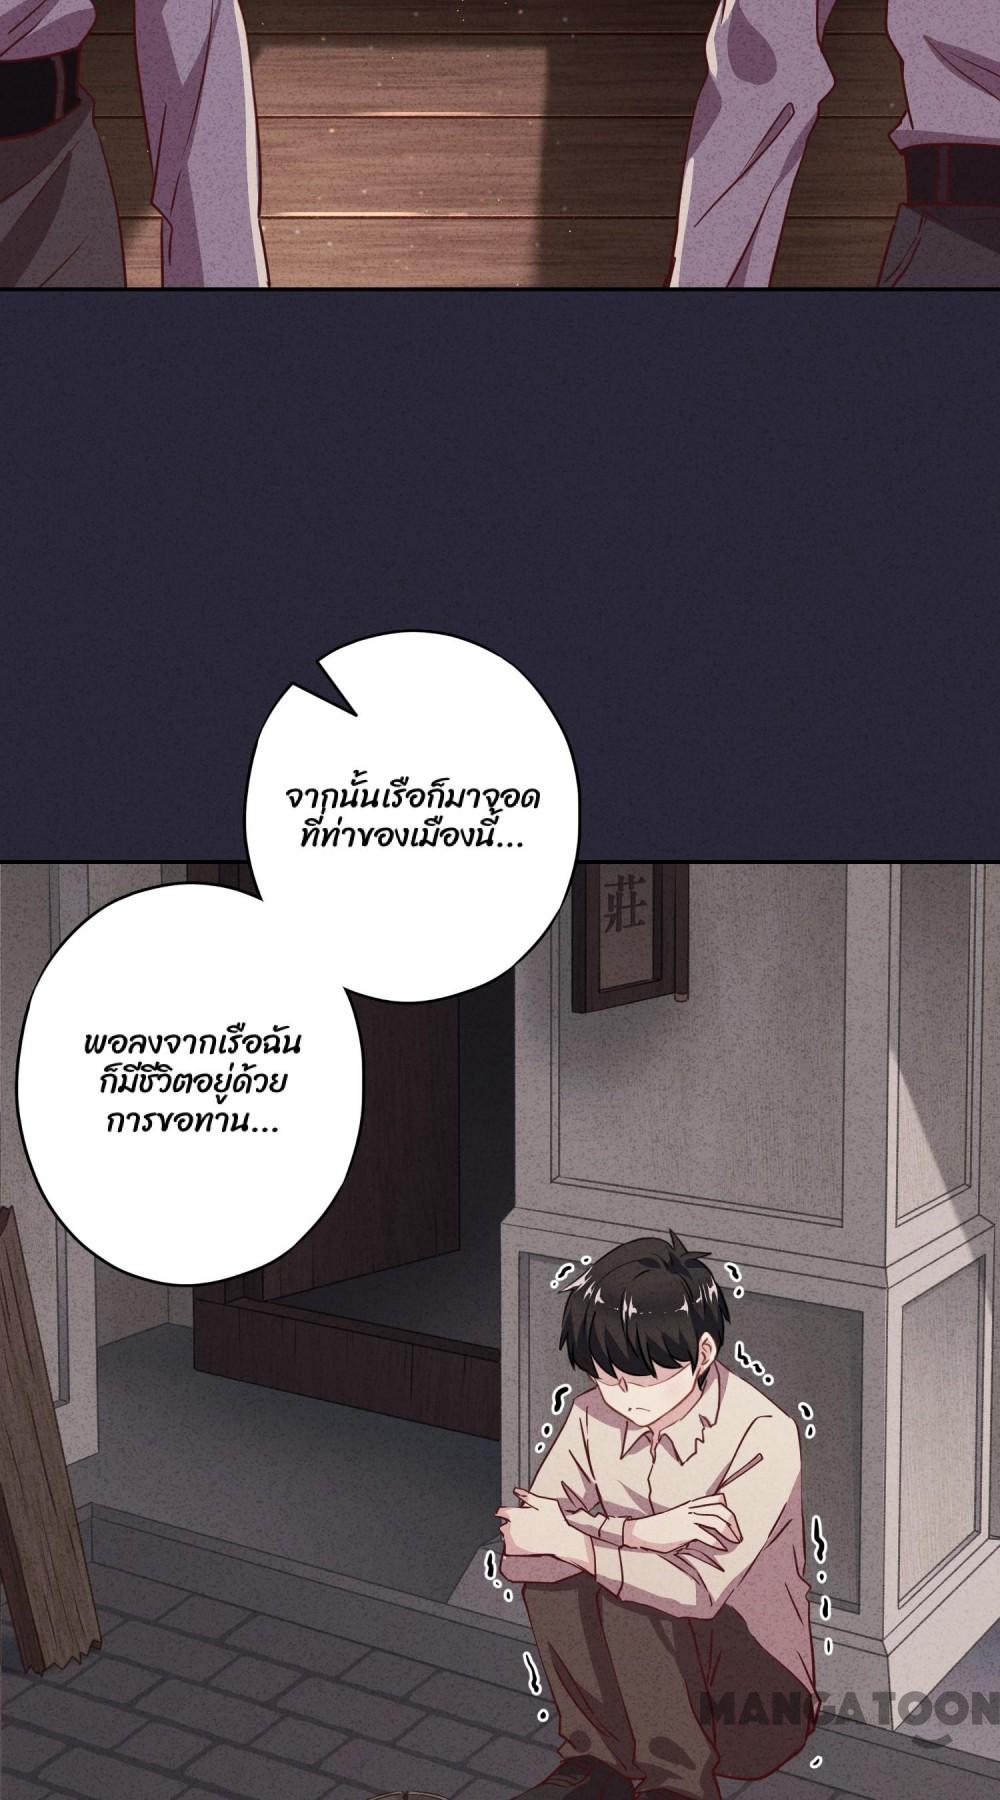 จากนั้นเรือก็มาจอด
ที่ท่าของเมืองนี้...
莊
พอลงจากเรือฉัน
ก็มีชีวิตอยู่ด้วย
การขอทาน...
MANGATOON